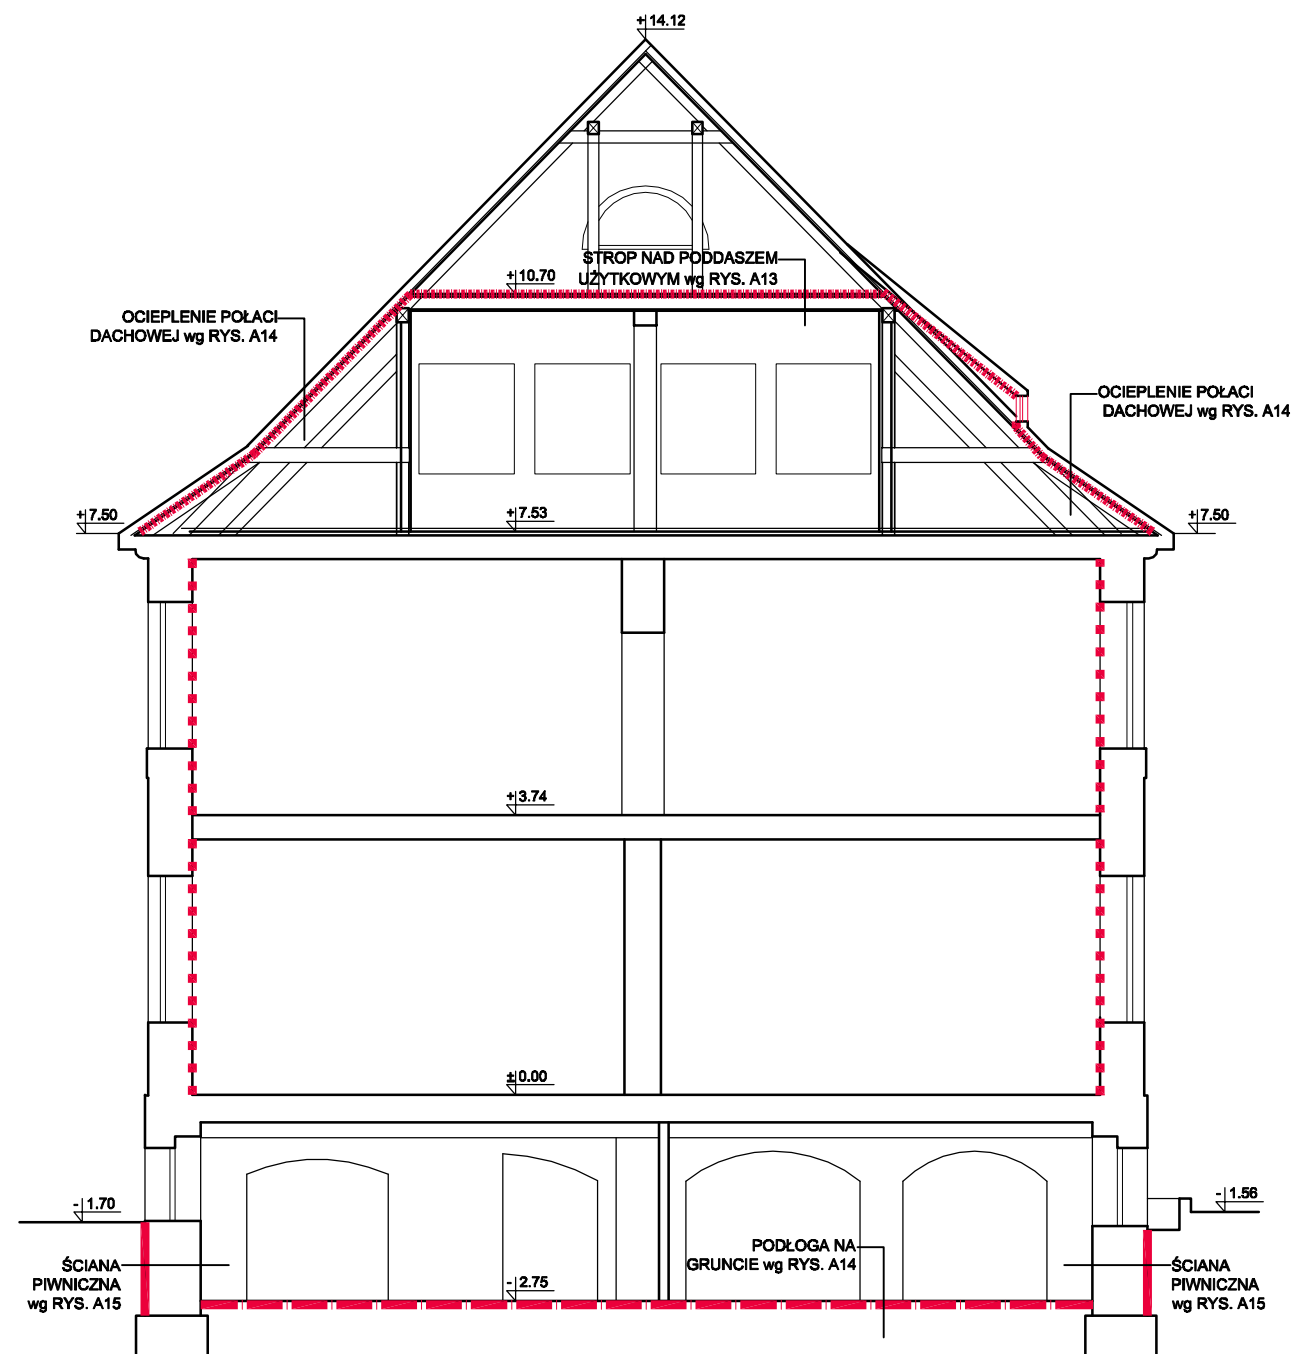 +14.12
STROP NAD PODDASZEM
UŻYTKOWYM wg RYS. A13
+10.70
OCIEPLENIE POŁACI
DACHOWEJ wg RYS. A14
OCIEPLENIE POŁACI
DACHOWEJ wg RYS. A14
+7.50
+7.53
+7.50
+3.74
±0.00
-1.70
-1.56
PODŁOGA NA
GRUNCIE wg RYS. A14
ŚCIANA
PIWNICZNA
wg RYS. A15
-2.75
ŚCIANA
PIWNICZNA
wg RYS. A15